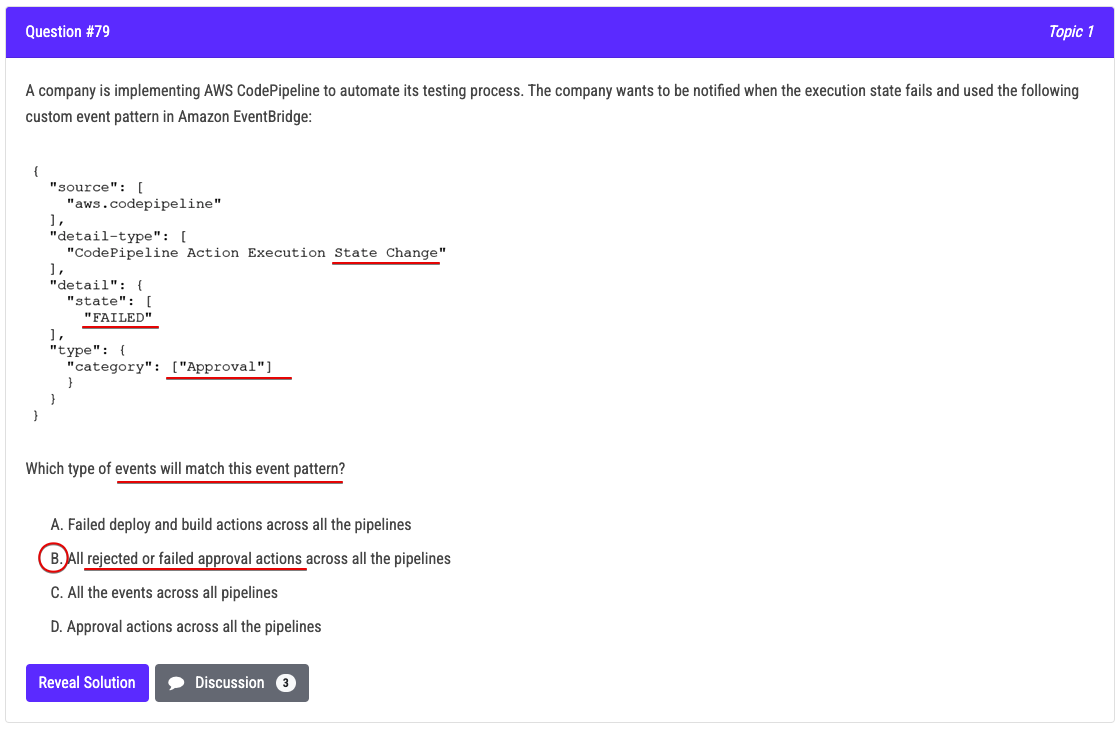 Question #79
Topic 1
A company is implementing AWS CodePipeline to automate its testing process. The company wants to be notified when the execution state fails and used the following
custom event pattern in Amazon EventBridge:
{
"source": [
"aws.codepipeline"
],
"detail-type": [
"CodePipeline Action Execution State Change"
],
"detail": {
"state": [
"FAILED"
],
"type": {
"category": ["Approval"]
}
}
}
Which type of events will match this event pattern?
A. Failed deploy and build actions across all the pipelines
B. All rejected or failed approval actions across all the pipelines
C. All the events across all pipelines
D. Approval actions across all the pipelines
Reveal Solution
Discussion 3